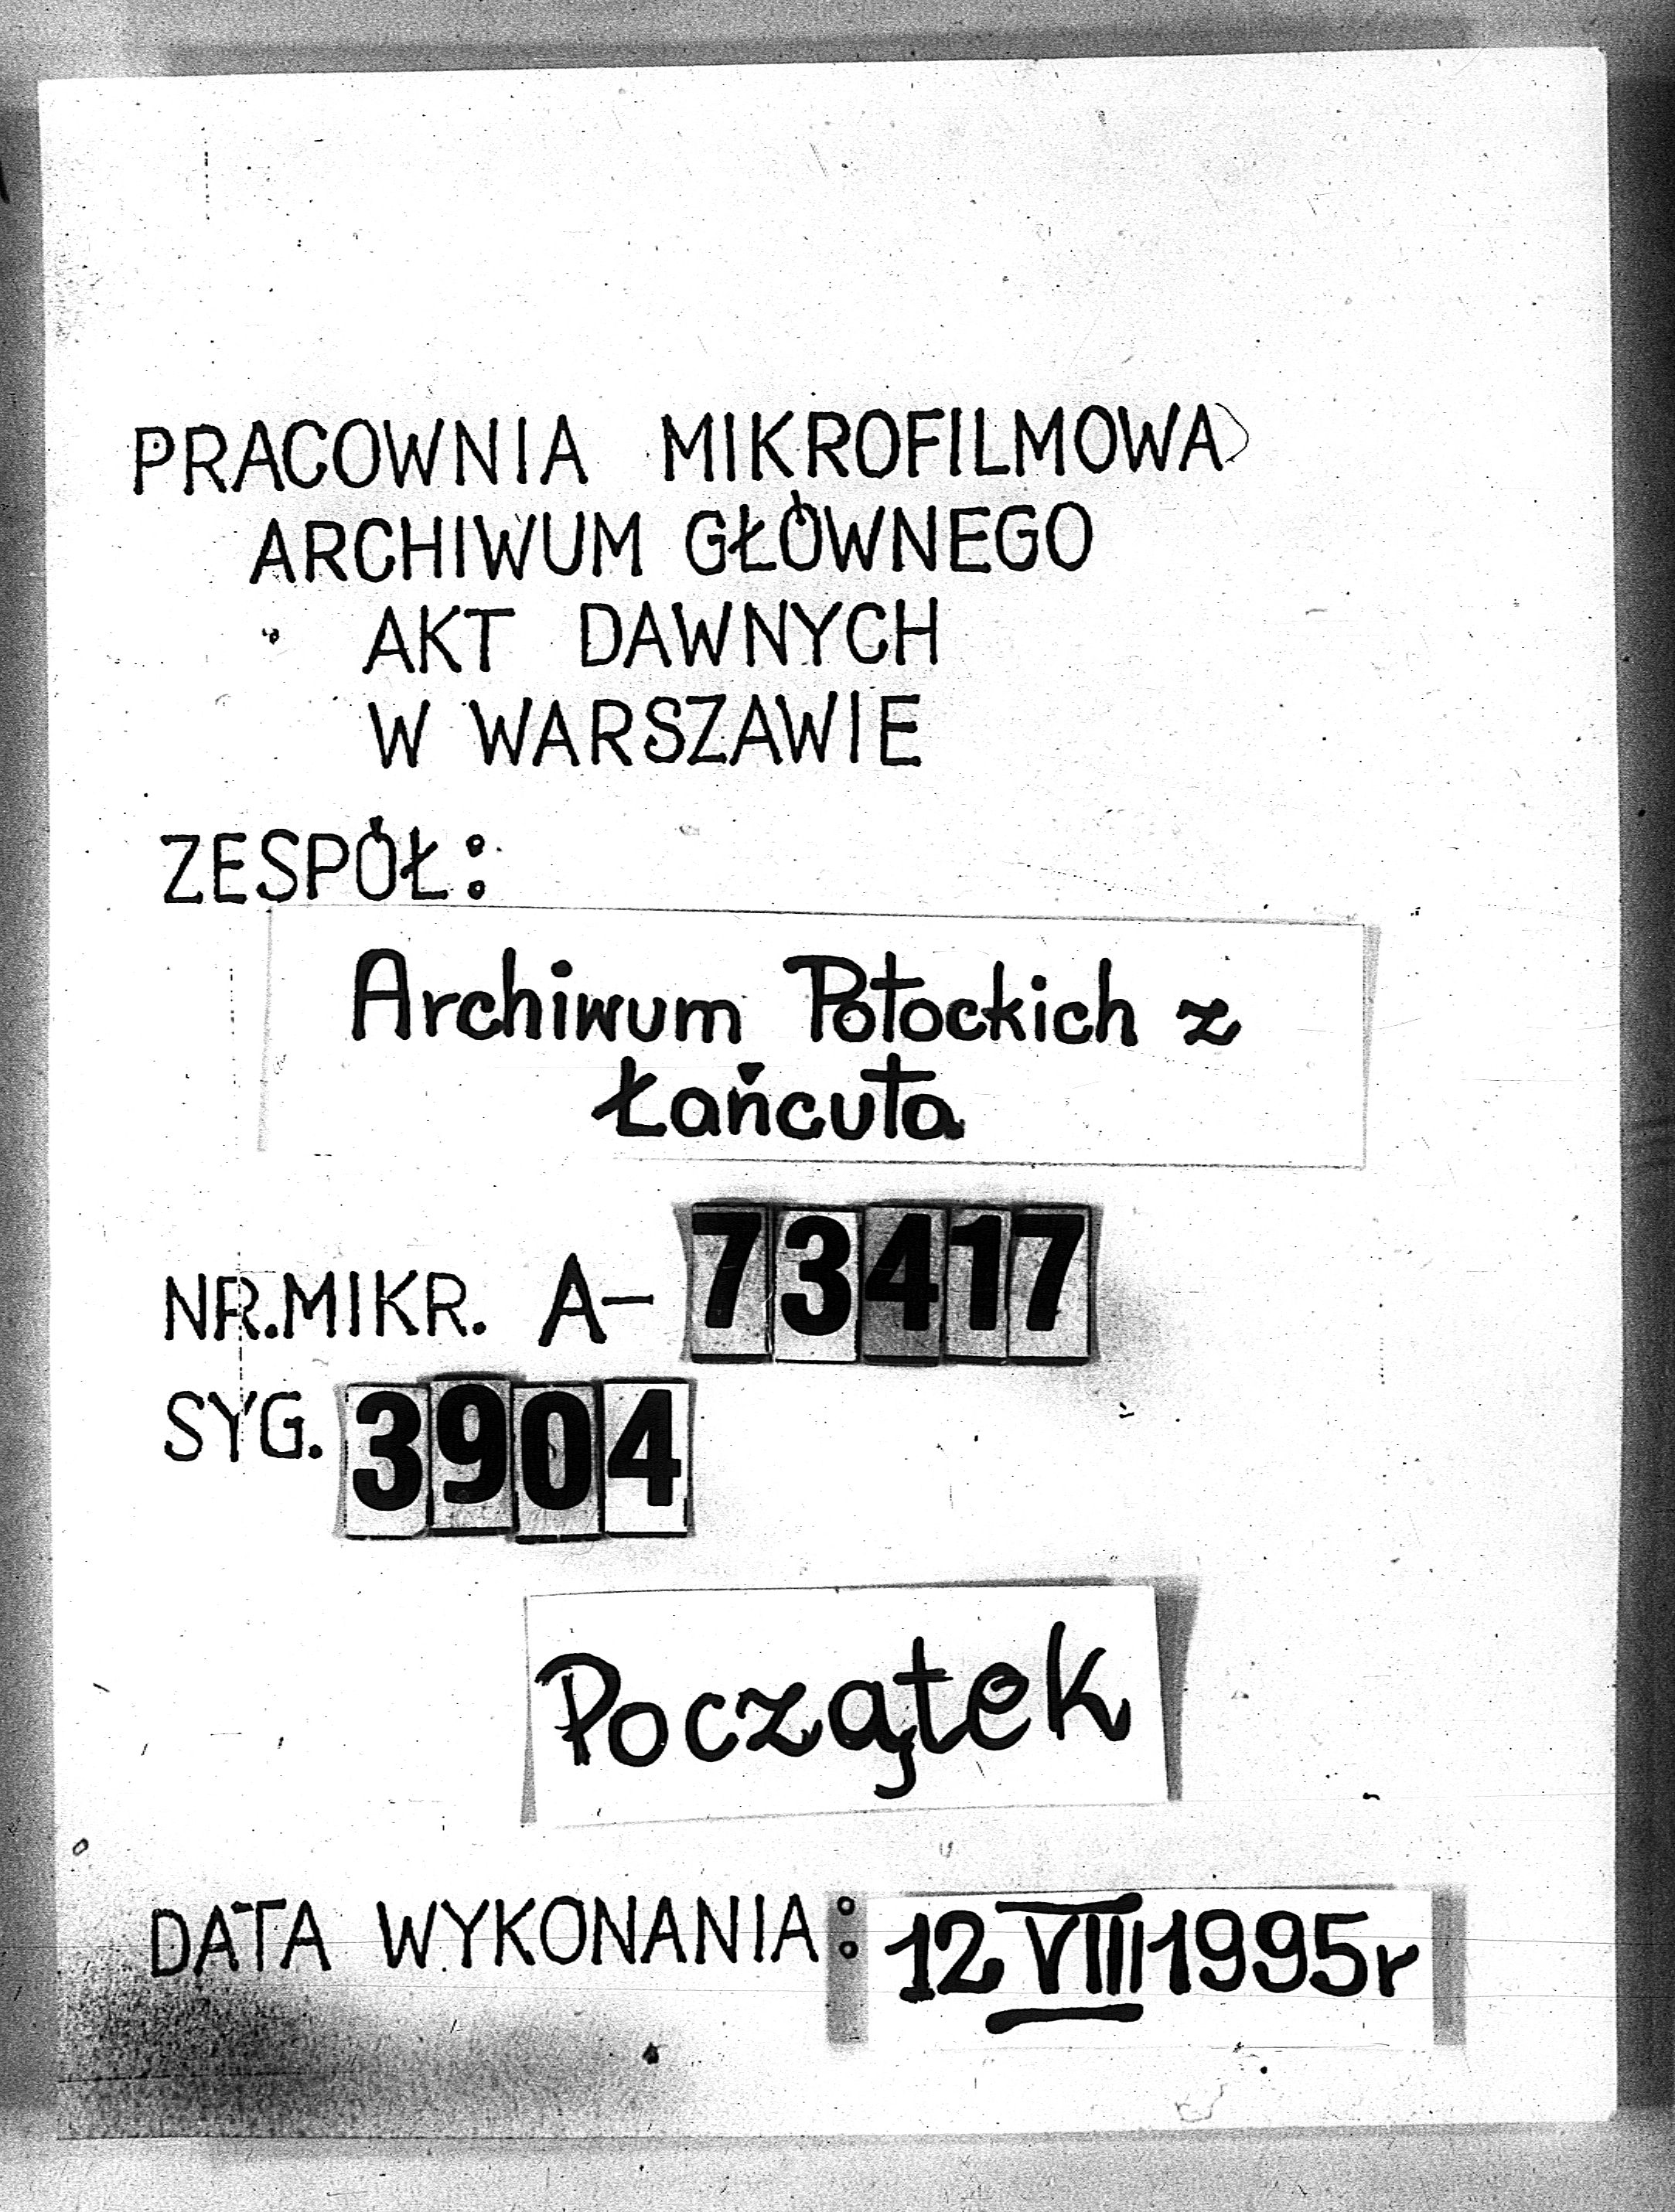 PRACOWNIA MIKROFILMOWA
ARCHIWUM GŁÓWNEGO
AKT DAWNYCH
W WARSZAWIE
ZESPÓŁ:
Archiwum Potockich z
Łańcuta
NR.MIKR. A-73417
SYG. 3904
Początek
DATA WYKONANIA: 12 VIII 1995r